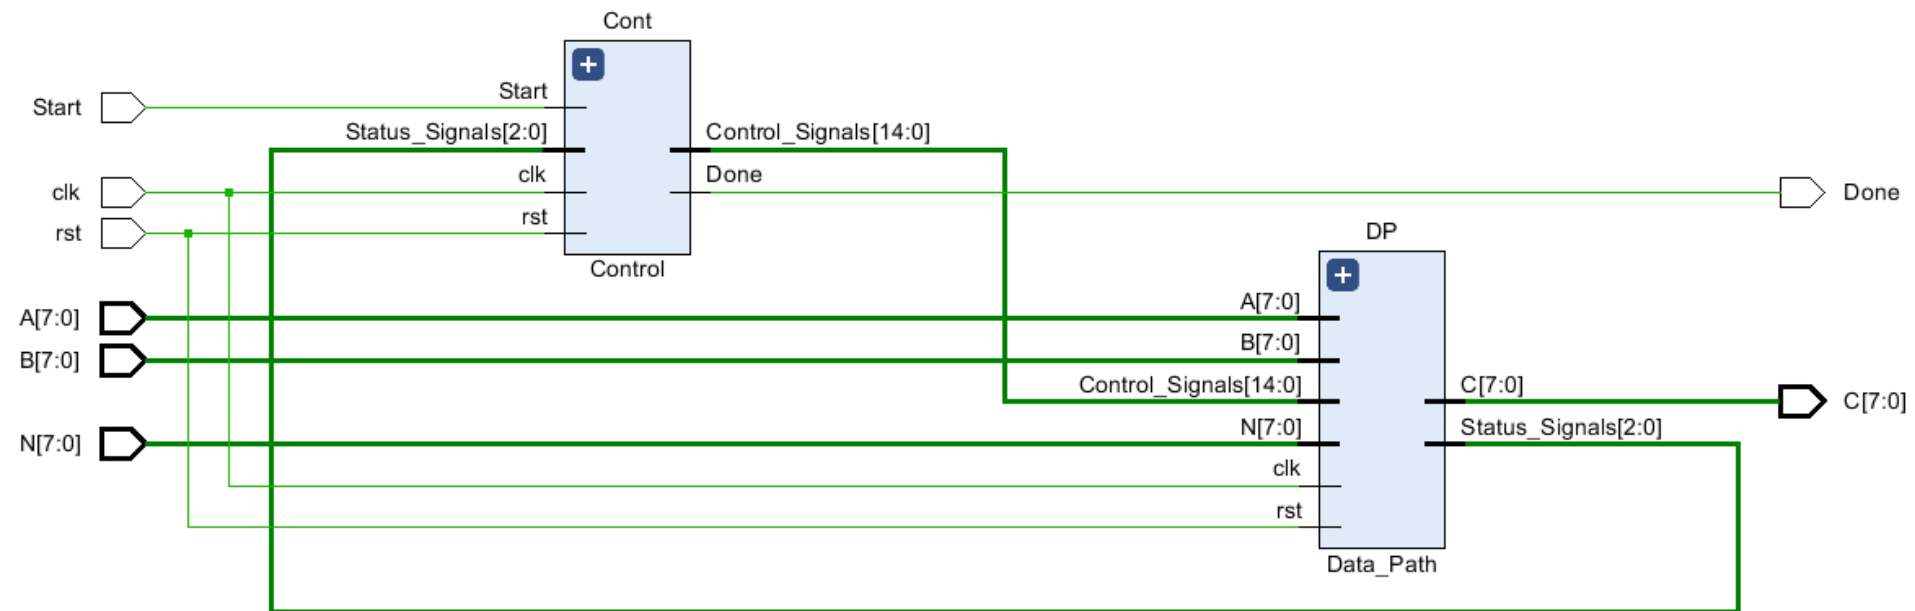 Cont
Start
Start
Status_Signals[2:0]
Control_Signals[14:0]
clk
clk
Done
Done
rst
rst
Control
DP
A[7:0]
A[7:0]
B[7:0]
B[7:0]
Control_Signals[14:0]
C[7:0]
C[7:0]
N[7:0]
N[7:0]
Status_Signals[2:0]
clk
rst
Data_Path